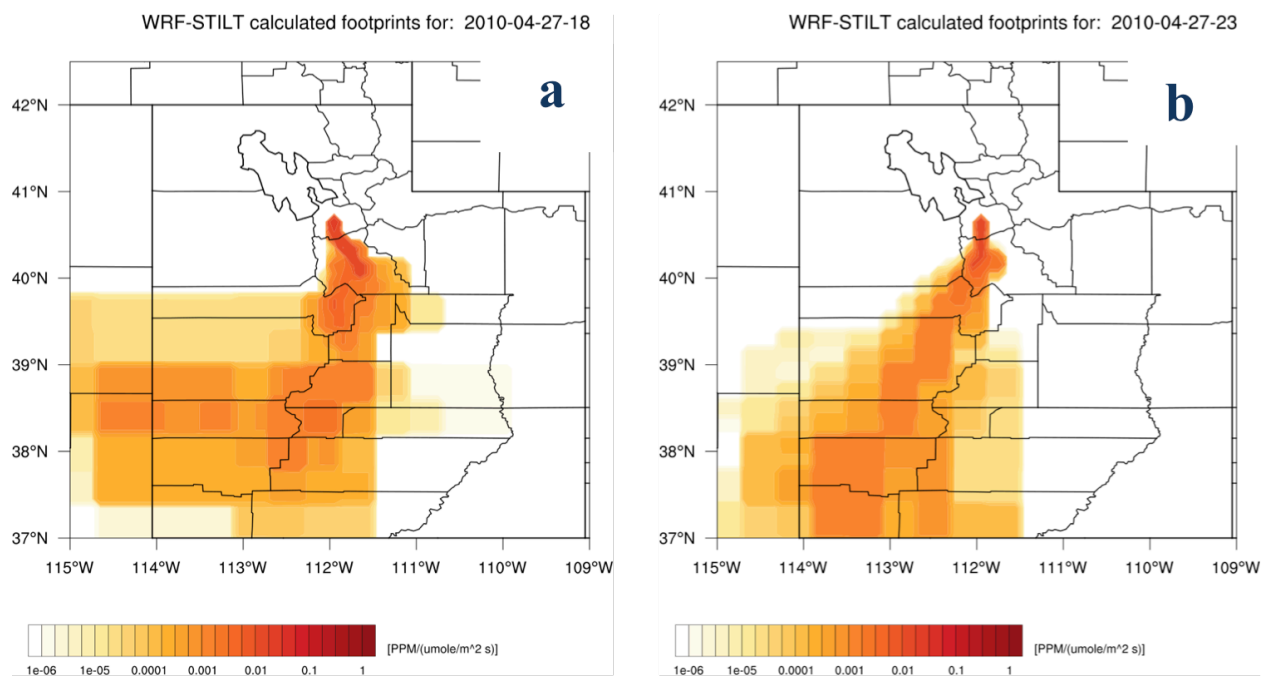 WRF-STILT calculated footprints for: 2010-04-27-18
a
42°N
41°N
40°N
39°N
38°N
37°N
115°W 114°W 113°W 112°W 111°W 110°W 109°W
1e-06 1e-05 0.0001 0.001 0.01 0.1 1
[PPM/(umole/m^2 s)]
WRF-STILT calculated footprints for: 2010-04-27-23
b
42°N
41°N
40°N
39°N
38°N
37°N
115°W 114°W 113°W 112°W 111°W 110°W 109°W
1e-06 1e-05 0.0001 0.001 0.01 0.1 1
[PPM/(umole/m^2 s)]